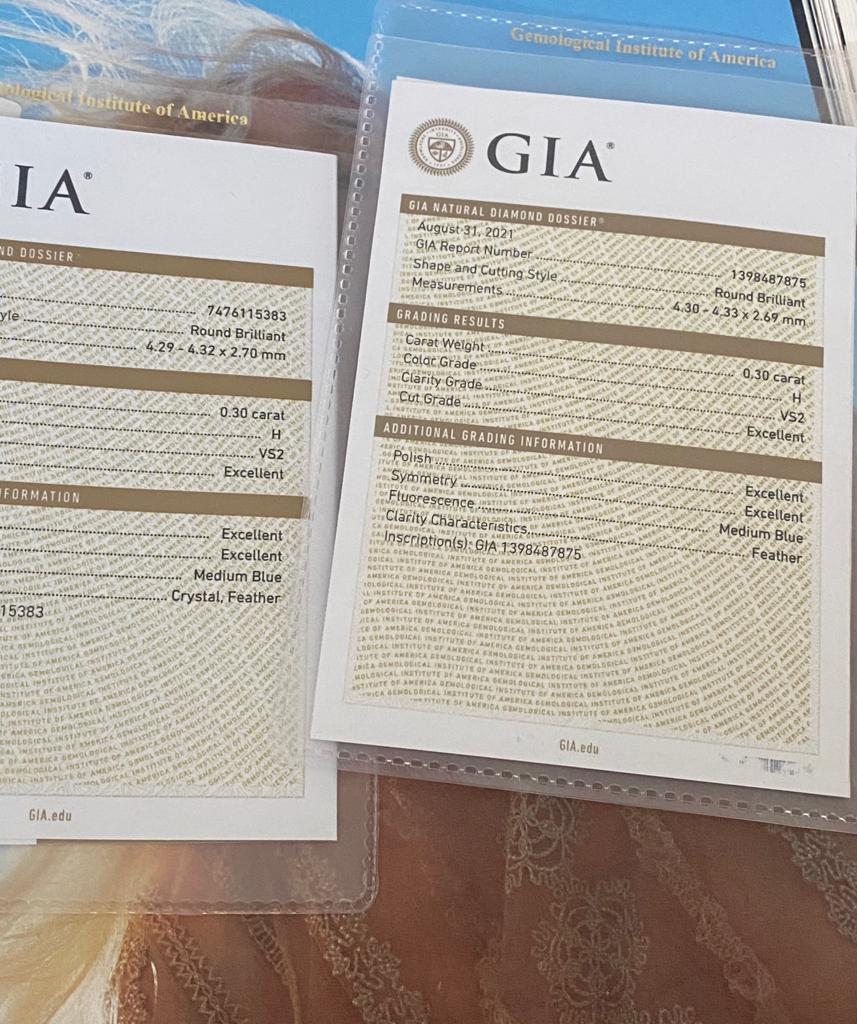 Institute of America
IA®
ND DOSSIER
7476115383
yle Round Brilliant
4.29 - 4.32 x 2.70 mm
0.30 carat
H
VS2
Excellent
FORMATION
Excellent
Excellent
Medium Blue
Crystal, Feather
15383
GIA.edu
Gemological Institute of America
GIA®
GIA NATURAL DIAMOND DOSSIER®
August 31, 2021
GIA Report Number 1398487875
Shape and Cutting Style Round Brilliant
Measurements 4.30 - 4.33 x 2.69 mm
GRADING RESULTS
Carat Weight 0.30 carat
Color Grade H
Clarity Grade VS2
Cut Grade Excellent
ADDITIONAL GRADING INFORMATION
Polish Excellent
Symmetry Excellent
Fluorescence Medium Blue
Clarity Characteristics Feather
Inscription(s): GIA 1398487875
GIA.edu